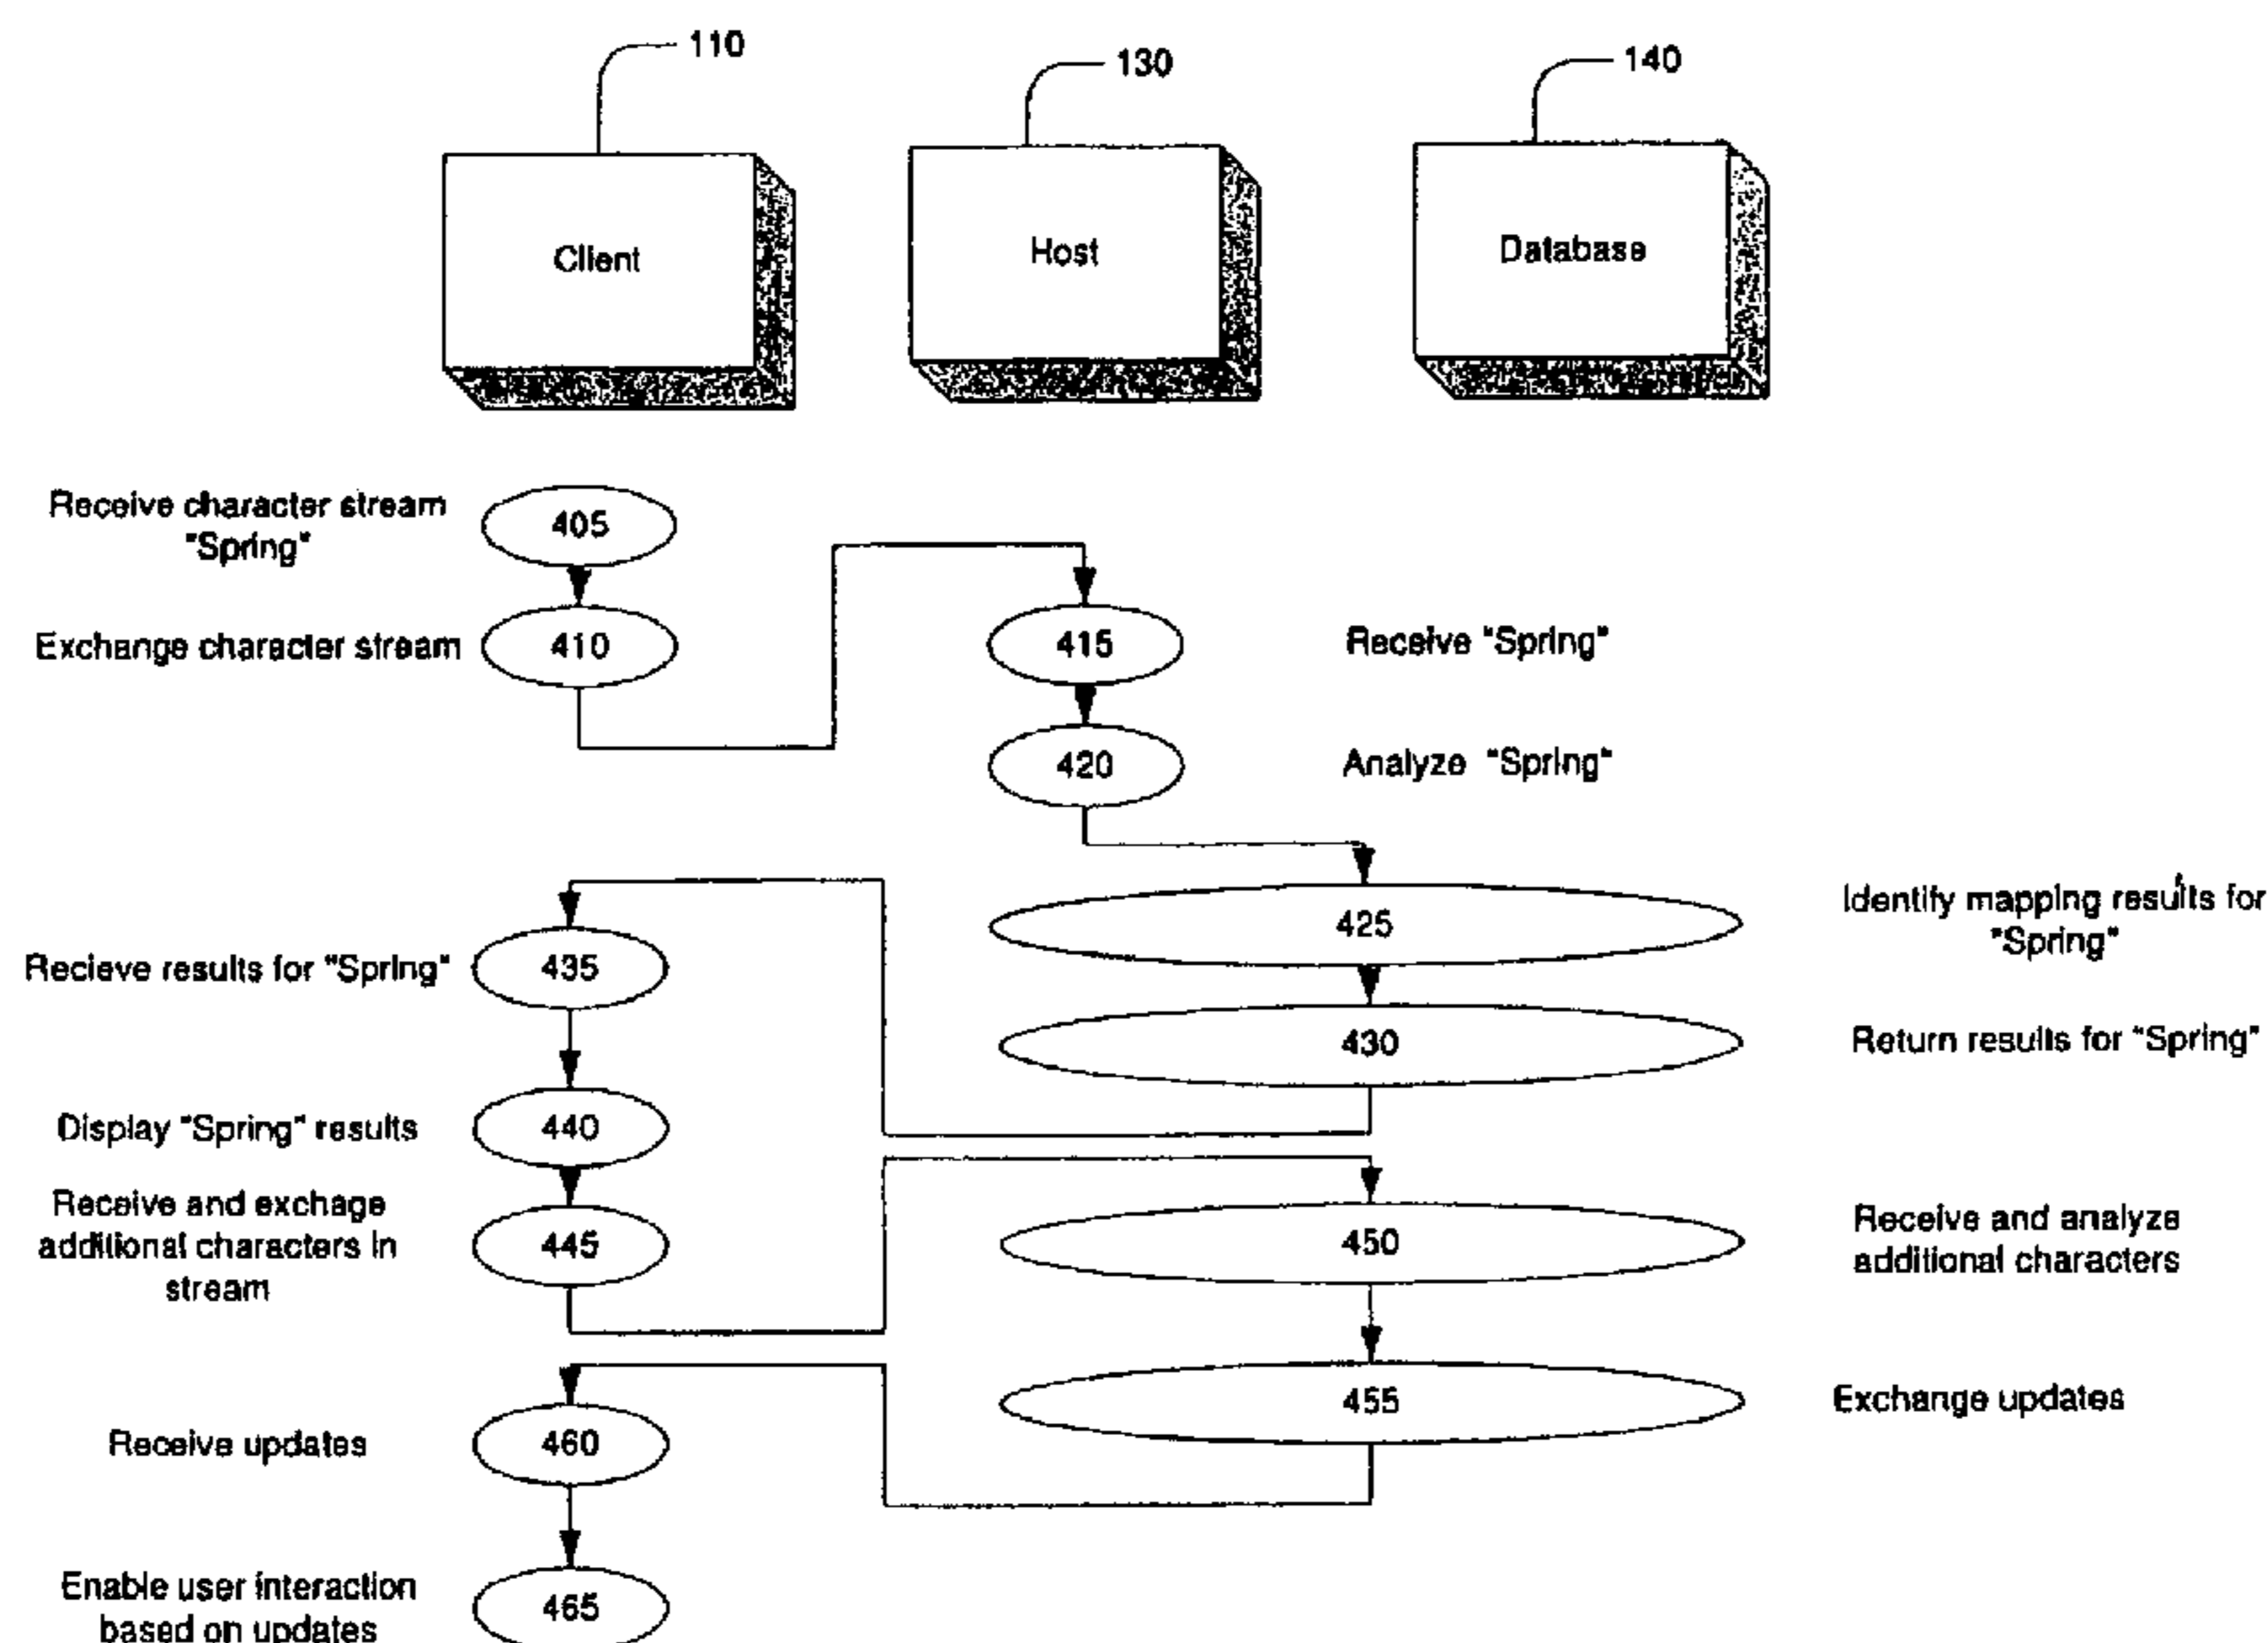 110
130
140
Client
Host
Database
Receive character stream
"Spring"
405
Exchange character stream
410
415
Receive "Spring"
420
Analyze "Spring"
425
Identify mapping results for
"Spring"
Recieve results for "Spring"
435
430
Return results for "Spring"
Display "Spring" results
440
Receive and exchage
additional characters in
stream
445
450
Receive and analyze
additional characters
455
Exchange updates
Receive updates
460
Enable user interaction
based on updates
465